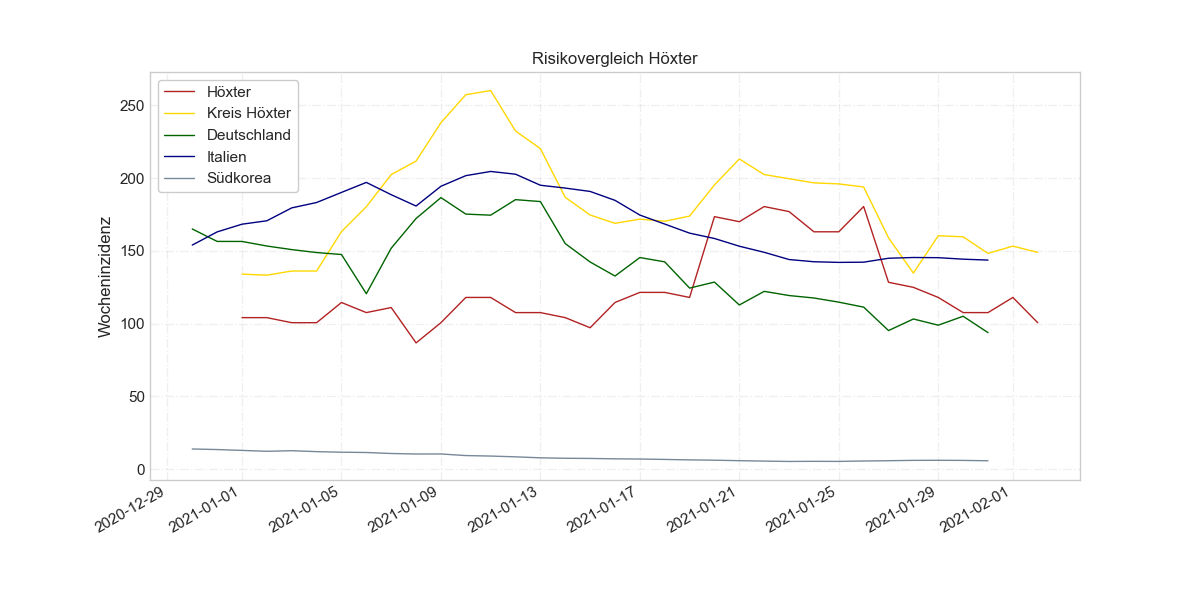 Risikovergleich Höxter
Höxter
Kreis Höxter
Deutschland
Italien
Südkorea
Wocheninzidenz
250
200
150
100
50
0
2020-12-29
2021-01-01
2021-01-05
2021-01-09
2021-01-13
2021-01-17
2021-01-21
2021-01-25
2021-01-29
2021-02-01